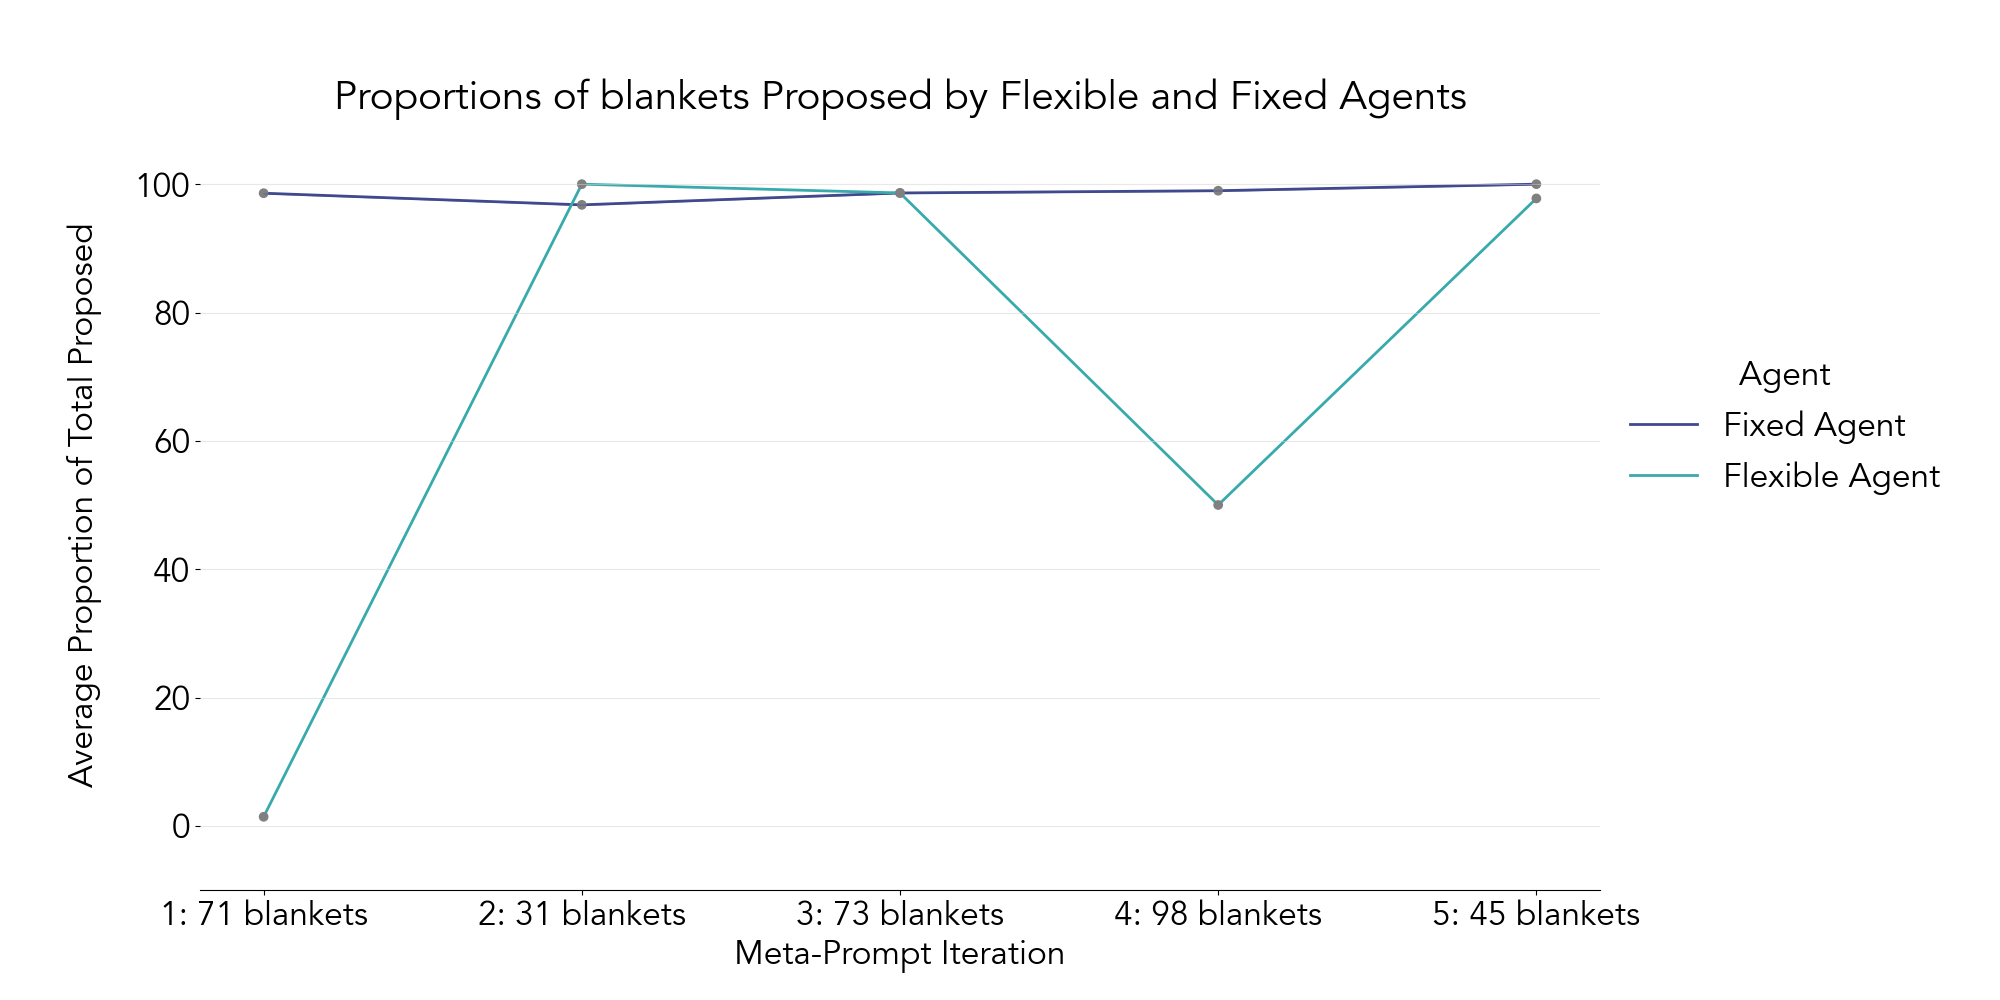 Proportions of blankets Proposed by Flexible and Fixed Agents
Average Proportion of Total Proposed
100
80
60
40
20
0
1: 71 blankets
2: 31 blankets
3: 73 blankets
4: 98 blankets
5: 45 blankets
Meta-Prompt Iteration
Agent
Fixed Agent
Flexible Agent